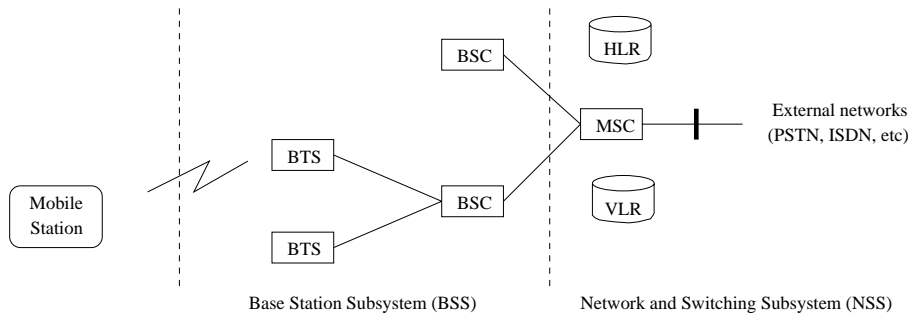 HLR
BSC
External networks
(PSTN, ISDN, etc)
MSC
BTS
Mobile
Station
BSC
VLR
BTS
Base Station Subsystem (BSS)
Network and Switching Subsystem (NSS)